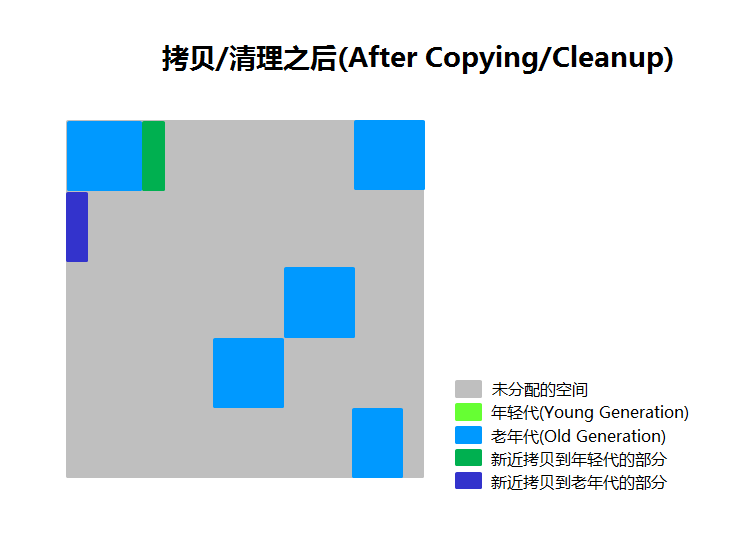 拷贝/清理之后(After Copying/Cleanup)
未分配的空间
年轻代(Young Generation)
老年代(Old Generation)
新近拷贝到年轻代的部分
新近拷贝到老年代的部分